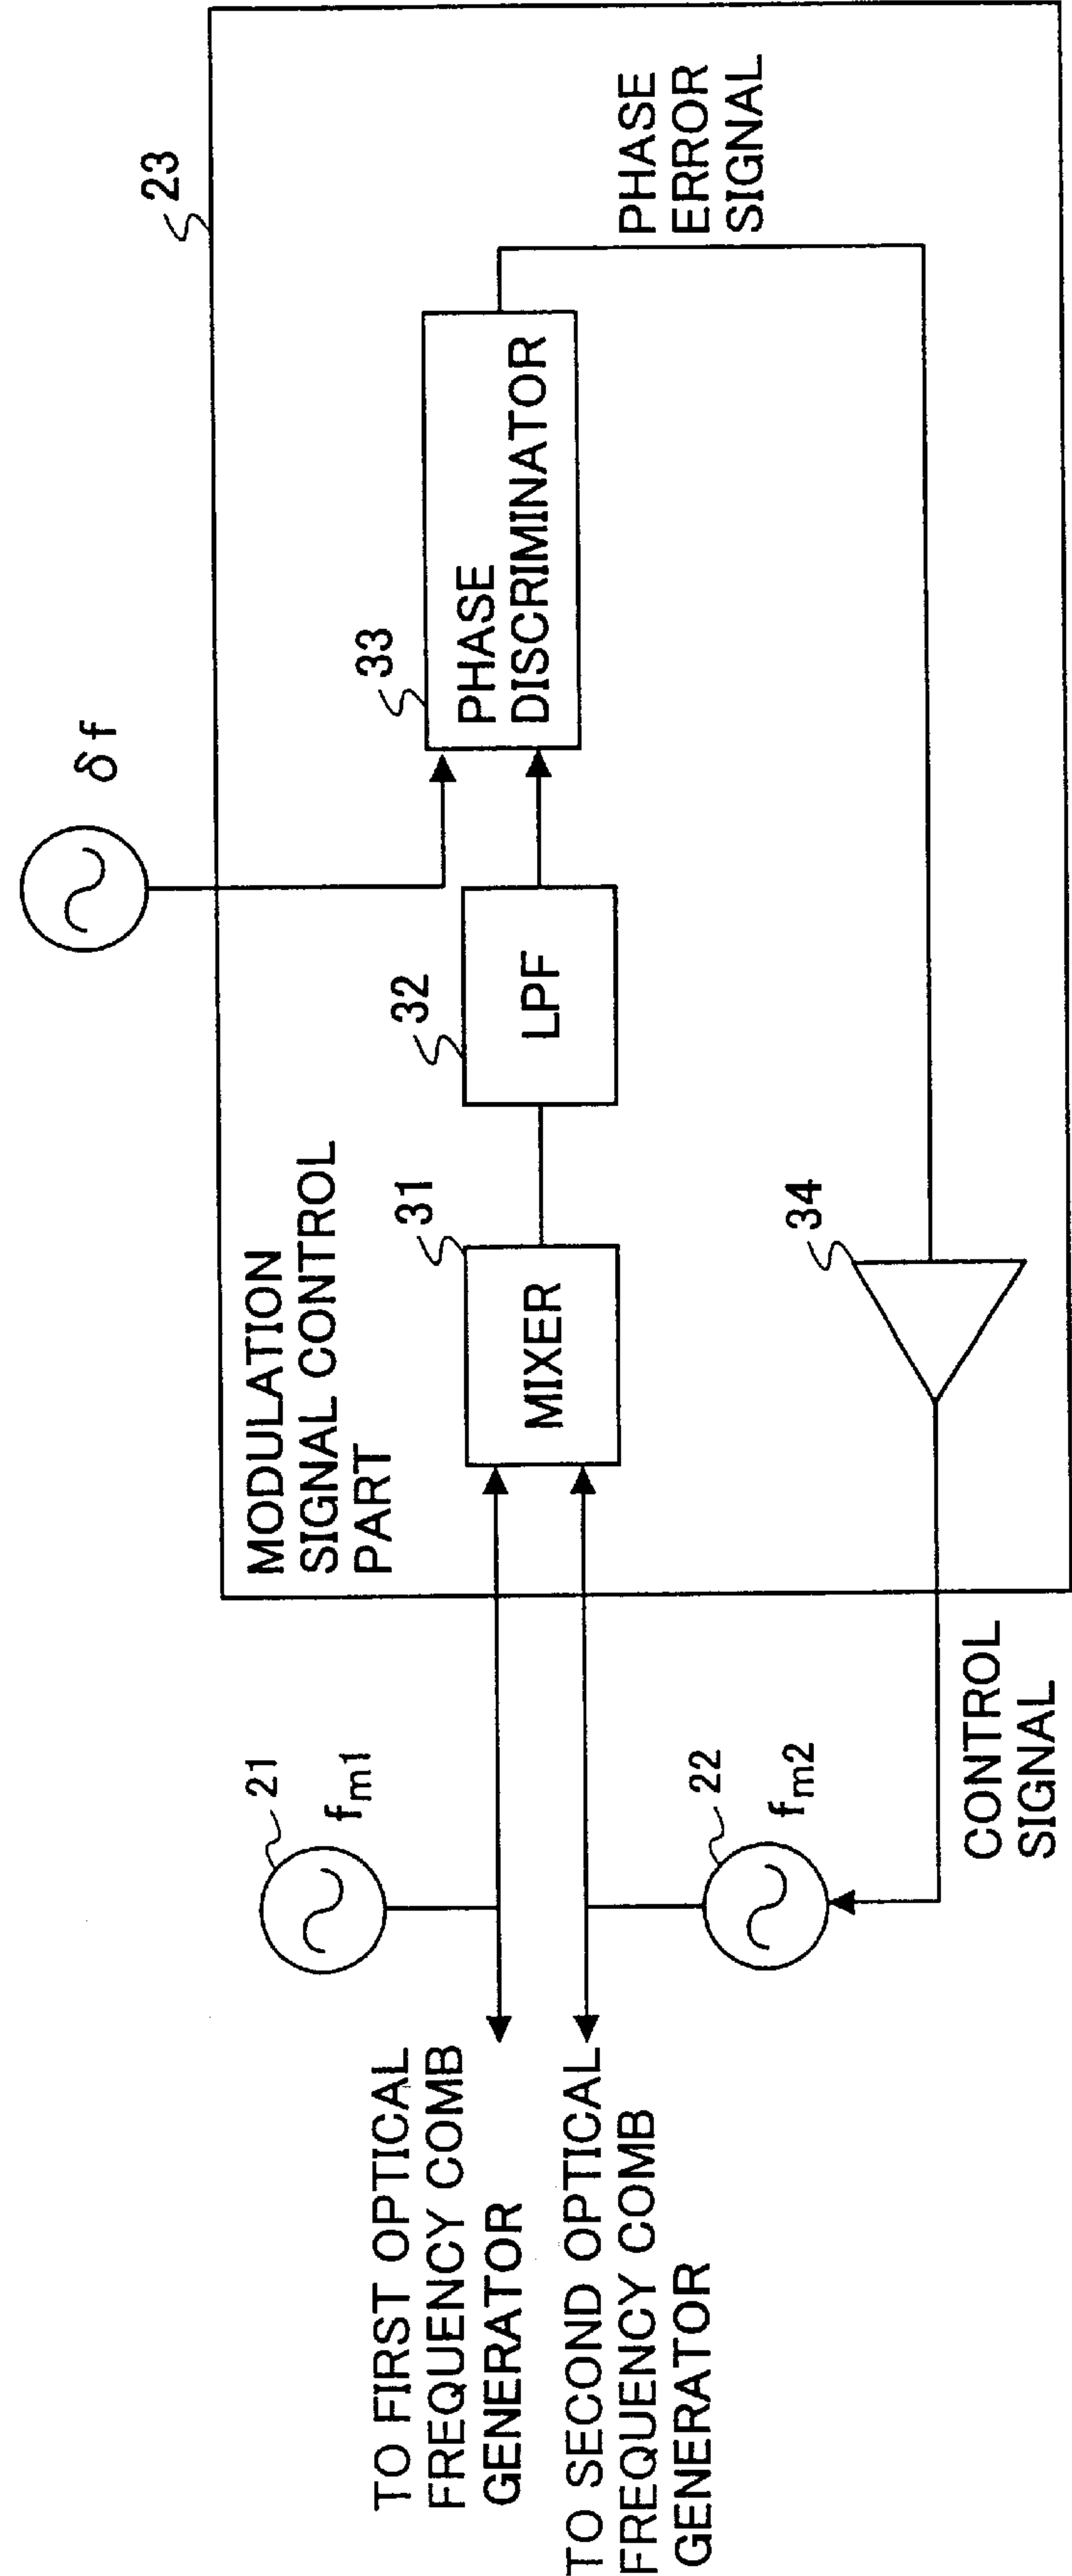 23
δf
MODULATION
SIGNAL CONTROL
PART
33
PHASE
DISCRIMINATOR
PHASE
ERROR
SIGNAL
32
LPF
31
MIXER
21
fm1
TO FIRST OPTICAL
FREQUENCY COMB
GENERATOR
TO SECOND OPTICAL
FREQUENCY COMB
GENERATOR
22
fm2
34
CONTROL
SIGNAL